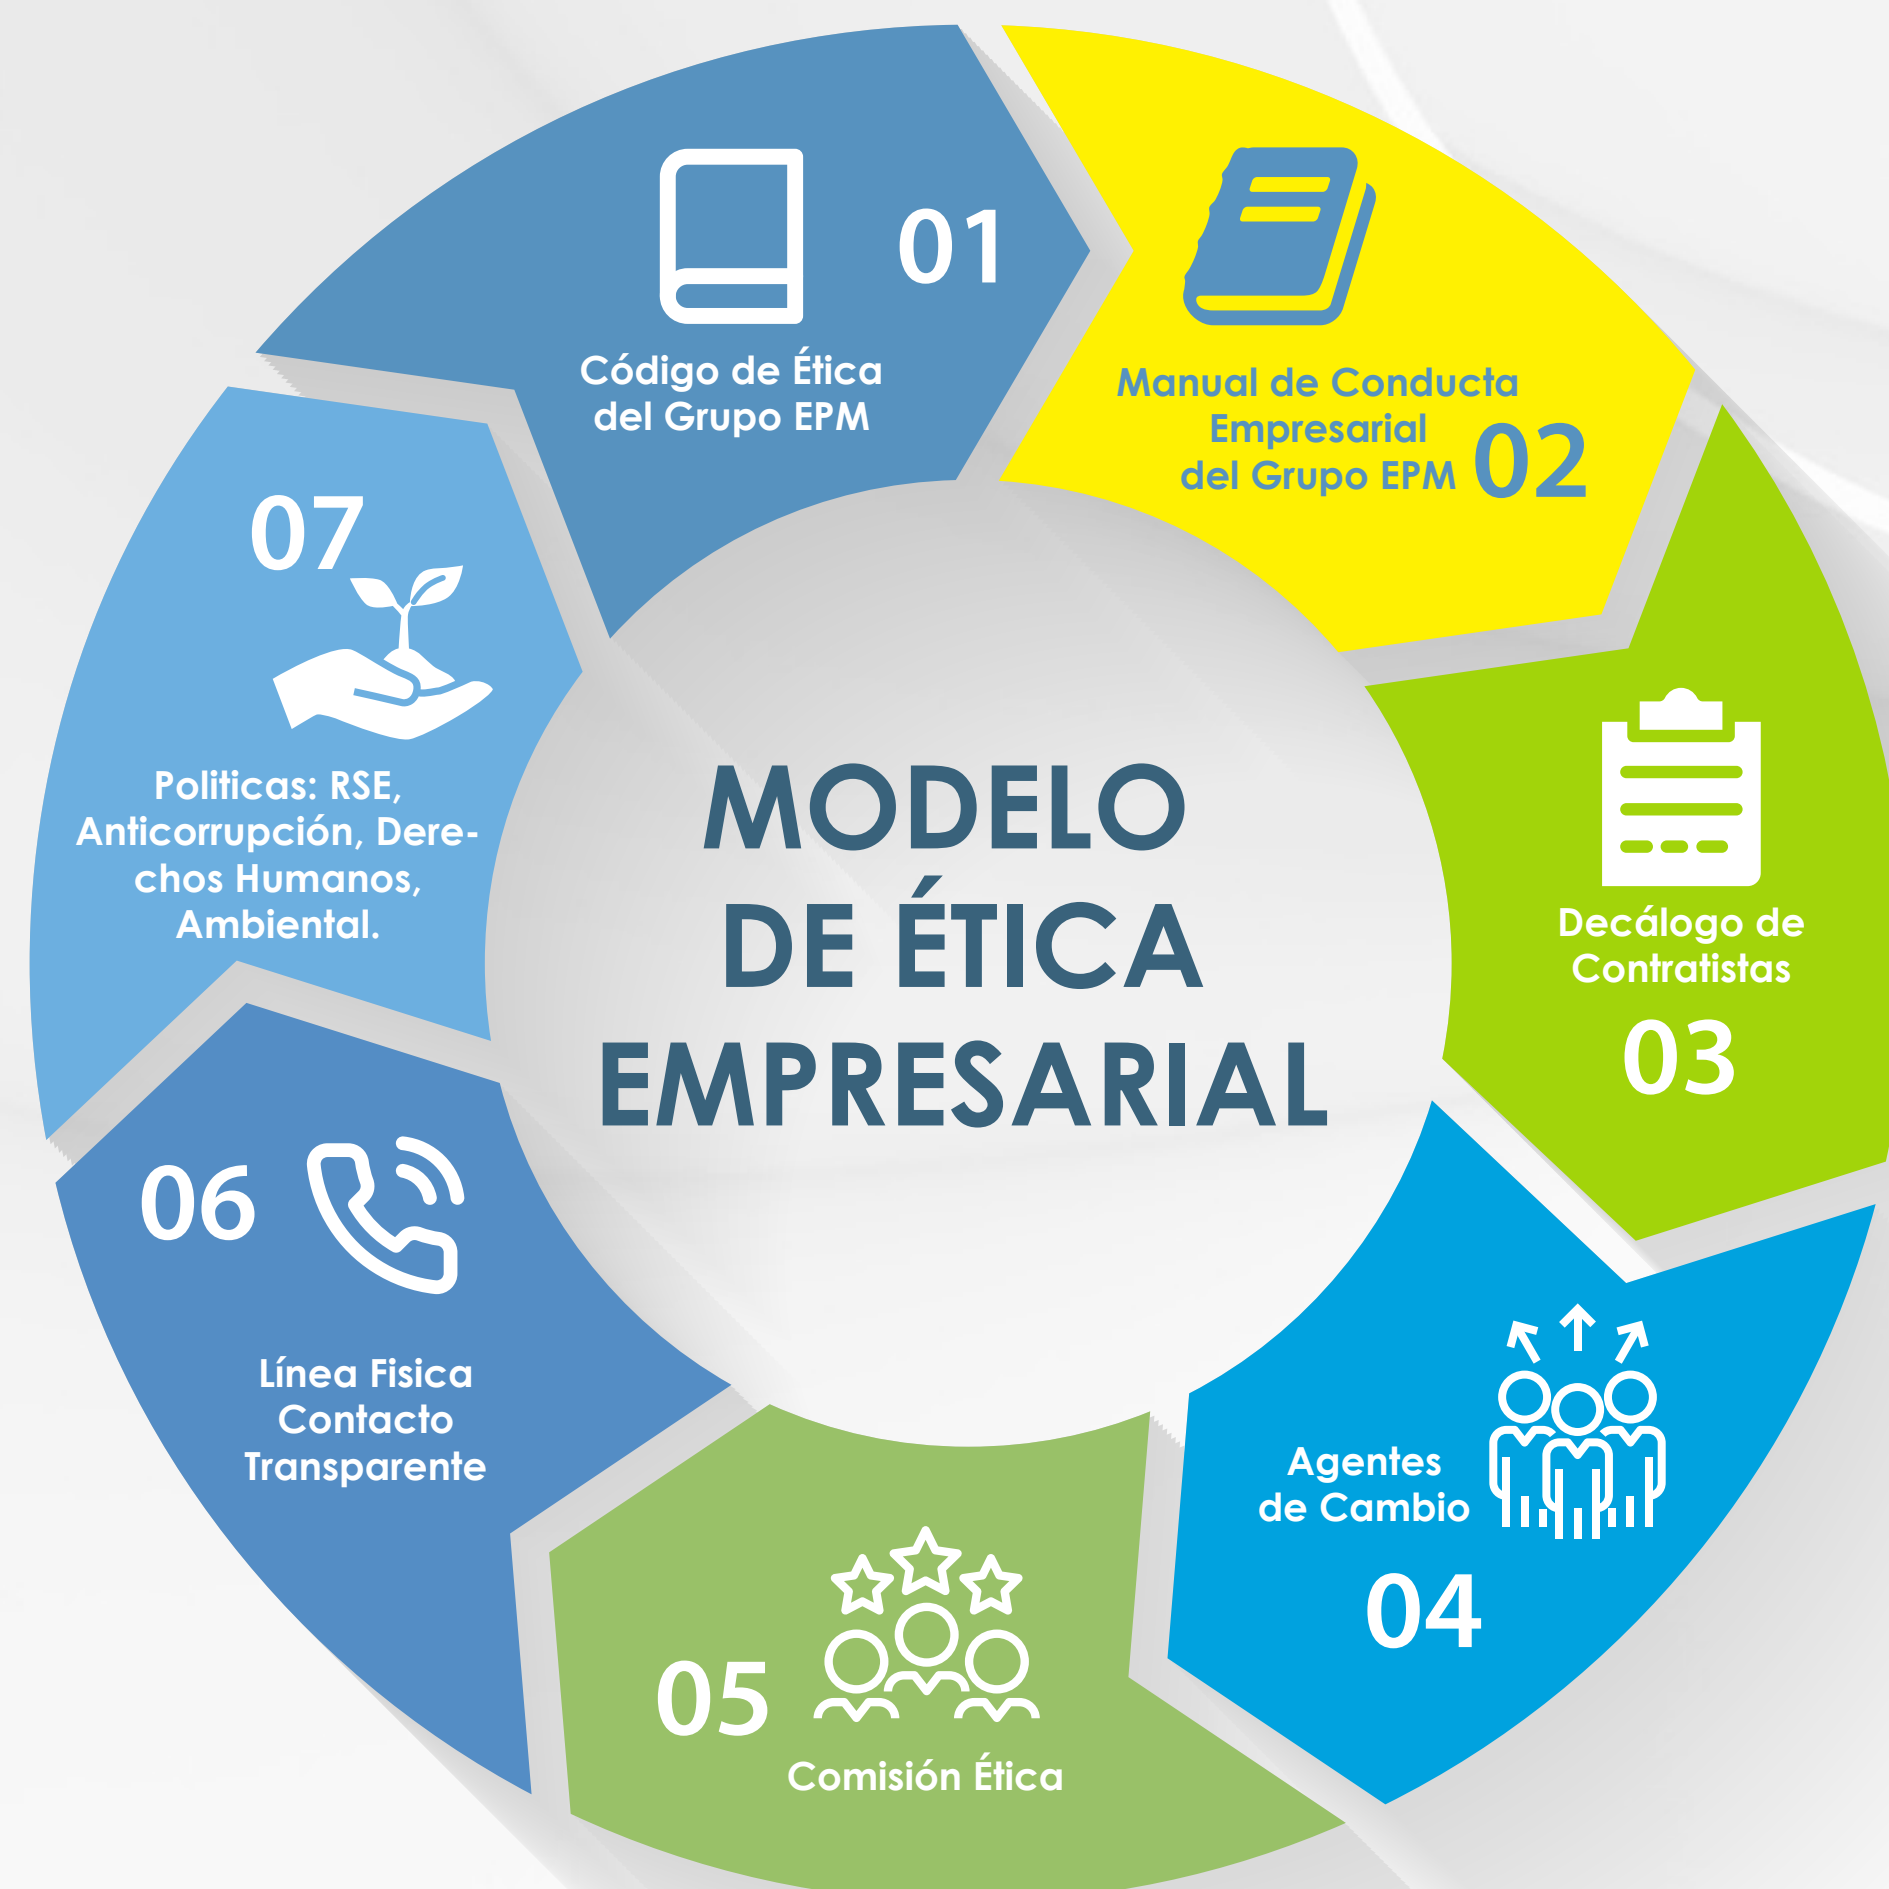 MODELO
DE ÉTICA
EMPRESARIAL
01
Código de Ética
del Grupo EPM
Manual de Conducta
Empresarial
del Grupo EPM
02
Decálogo de
Contratistas
03
Agentes
de Cambio
04
05
Comisión Ética
06
Línea Fisica
Contacto
Transparente
07
Politicas: RSE,
Anticorrupción, Dere-
chos Humanos,
Ambiental.